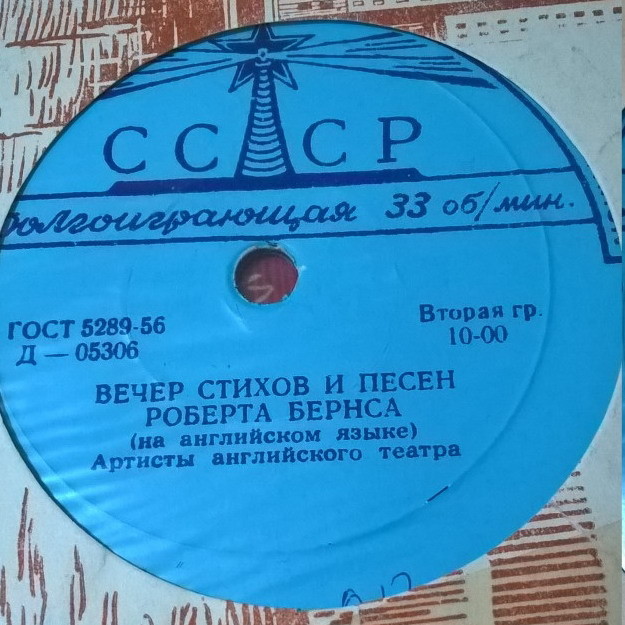 СССР
Долгоиграющая 33 об/мин.
ГОСТ 5289-56
Д — 05306
Вторая гр.
10-00
ВЕЧЕР СТИХОВ И ПЕСЕН
РОБЕРТА БЕРНСА
(на английском языке)
Артисты английского театра